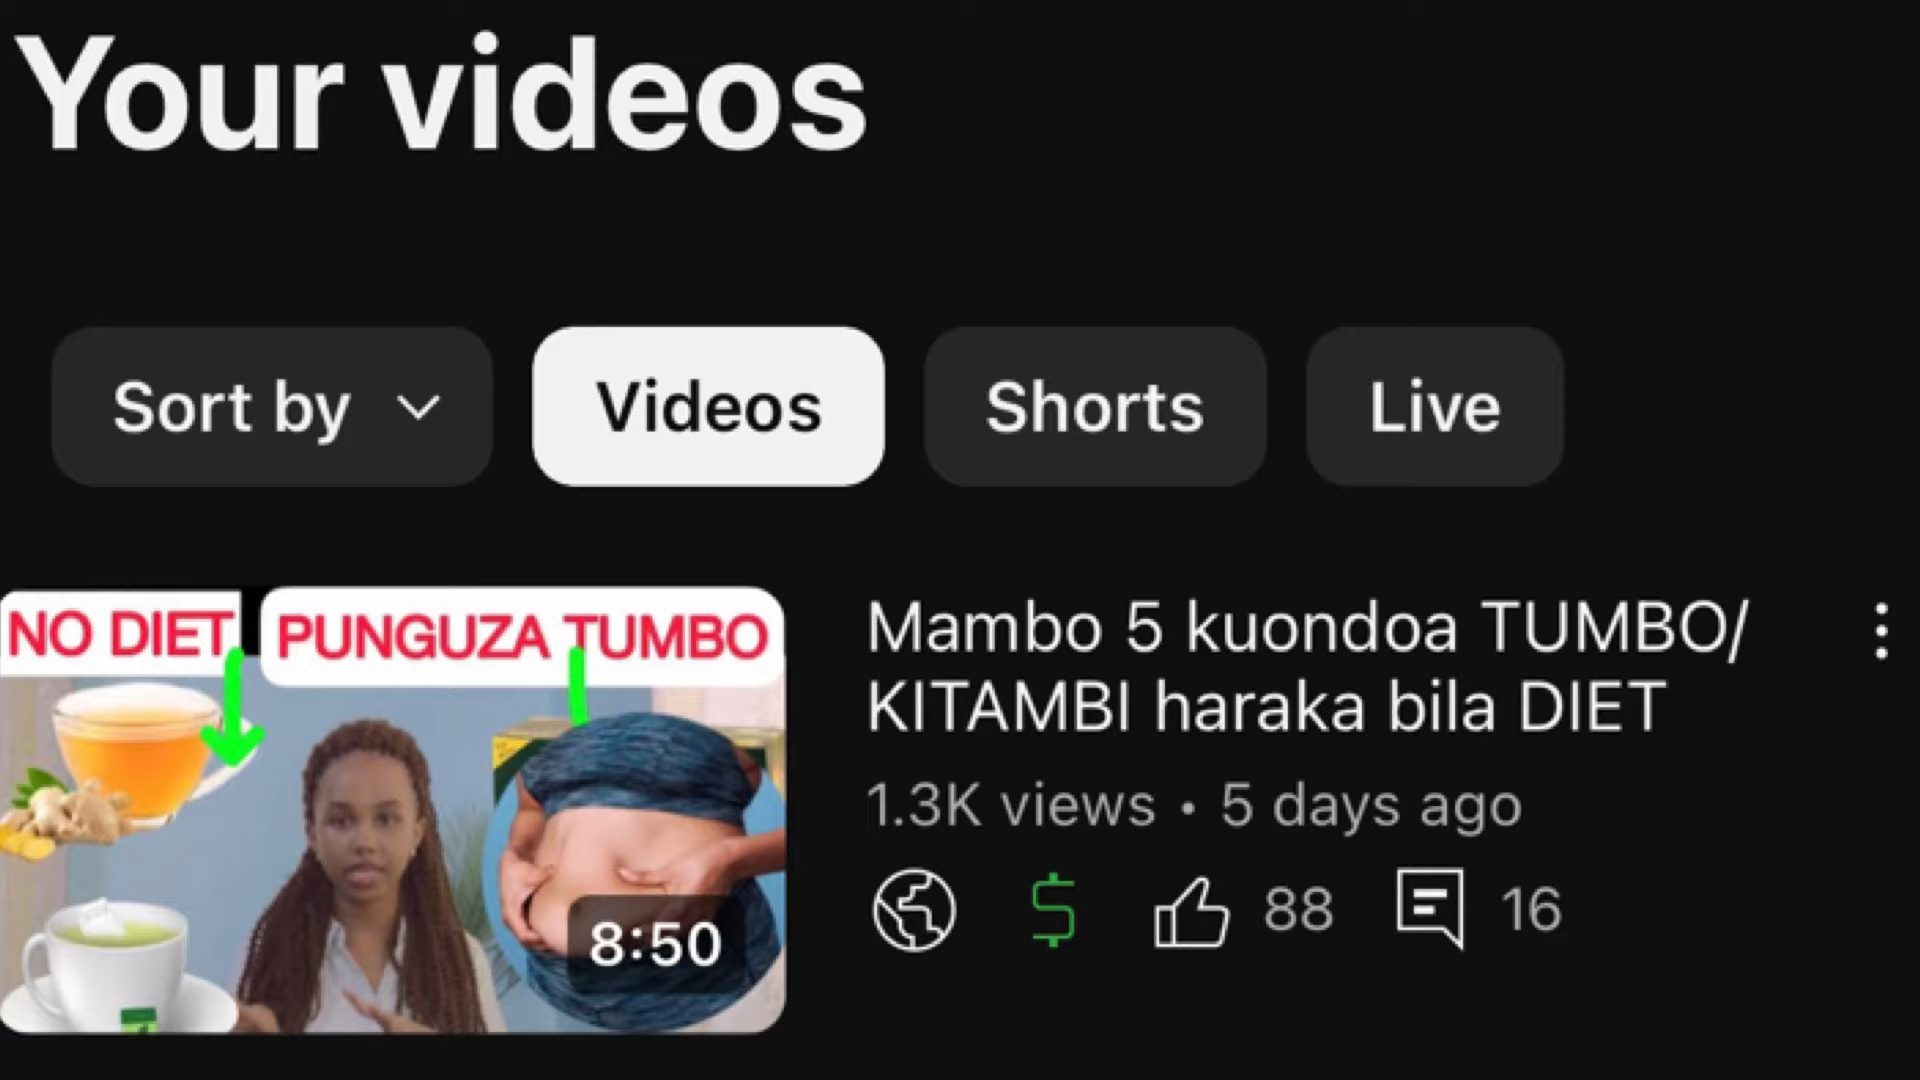 Your videos
Sort by
Videos
Shorts
Live
NO DIET
PUNGUZA TUMBO
8:50
Mambo 5 kuondoa TUMBO/
KITAMBI haraka bila DIET
1.3K views • 5 days ago
$ 88 16